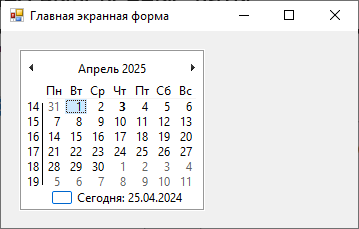 Главная экранная форма
Апрель 2025
Пн Вт Ср Чт Пт Сб Вс
14 31 1 2 3 4 5 6
15 7 8 9 10 11 12 13
16 14 15 16 17 18 19 20
17 21 22 23 24 25 26 27
18 28 29 30 1 2 3 4
19 5 6 7 8 9 10 11
Сегодня: 25.04.2024